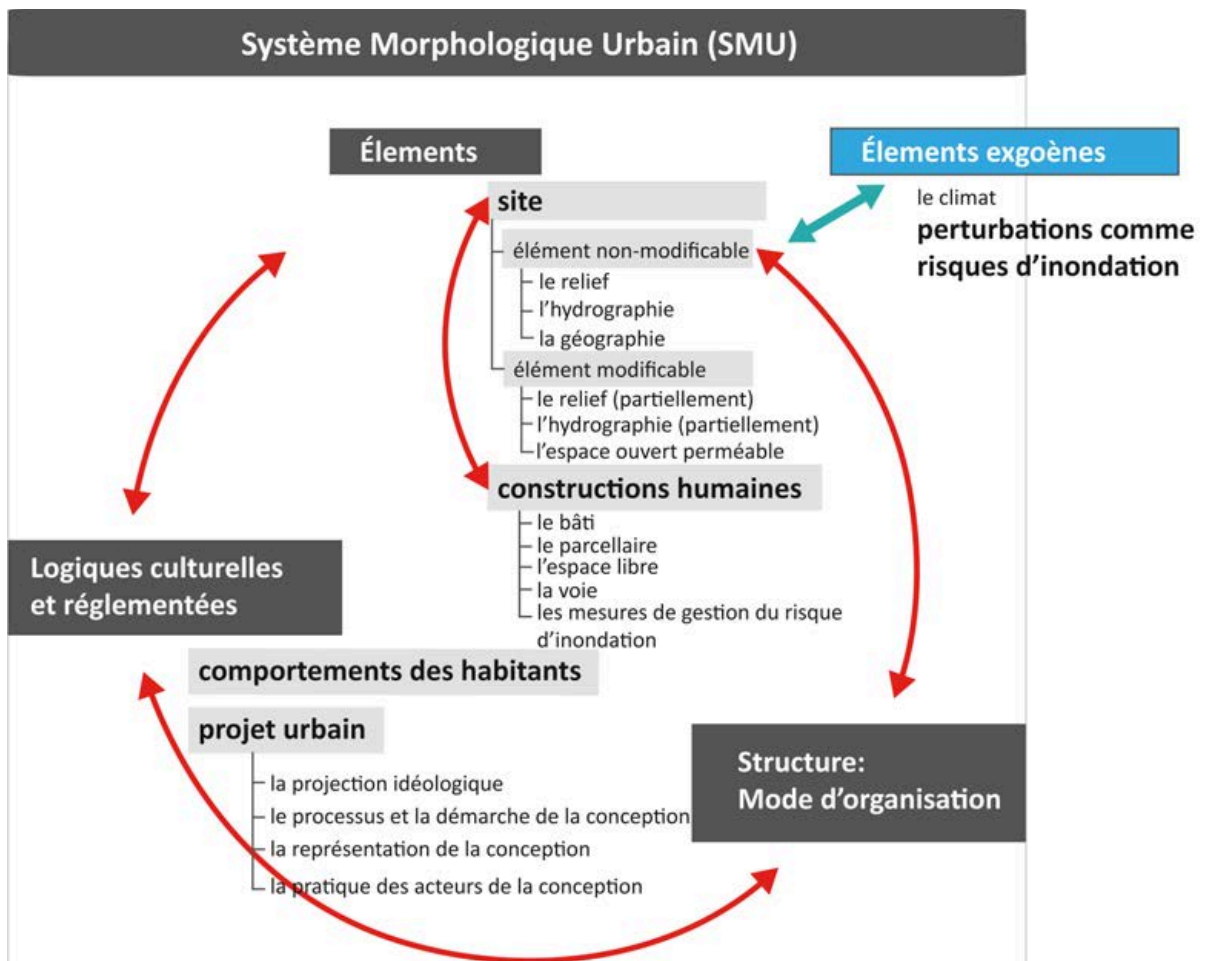 Système Morphologique Urbain (SMU)
Élements
Élements exgoènes
le climat
perturbations comme
risques d’inondation
site
élément non-modificable
le relief
l’hydrographie
la géographie
élément modificable
le relief (partiellement)
l’hydrographie (partiellement)
l’espace ouvert perméable
constructions humaines
le bâti
le parcellaire
l’espace libre
la voie
les mesures de gestion du risque
d’inondation
Logiques culturelles
et réglementées
comportements des habitants
projet urbain
la projection idéologique
le processus et la démarche de la conception
la représentation de la conception
la pratique des acteurs de la conception
Structure:
Mode d’organisation